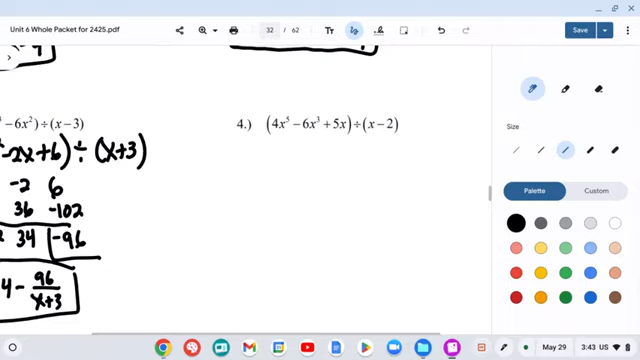 Unit 6 Whole Packet for 2425.pdf
32 / 62
Save
− 6x²) ÷ (x − 3)
-2x+6) ÷ (x+3)
-2 6
36 -102
34 -96
4 - 96/(x+3)
4.) (4x⁵ − 6x³ + 5x) ÷ (x − 2)
Size
Palette
Custom
May 29
3:43 US